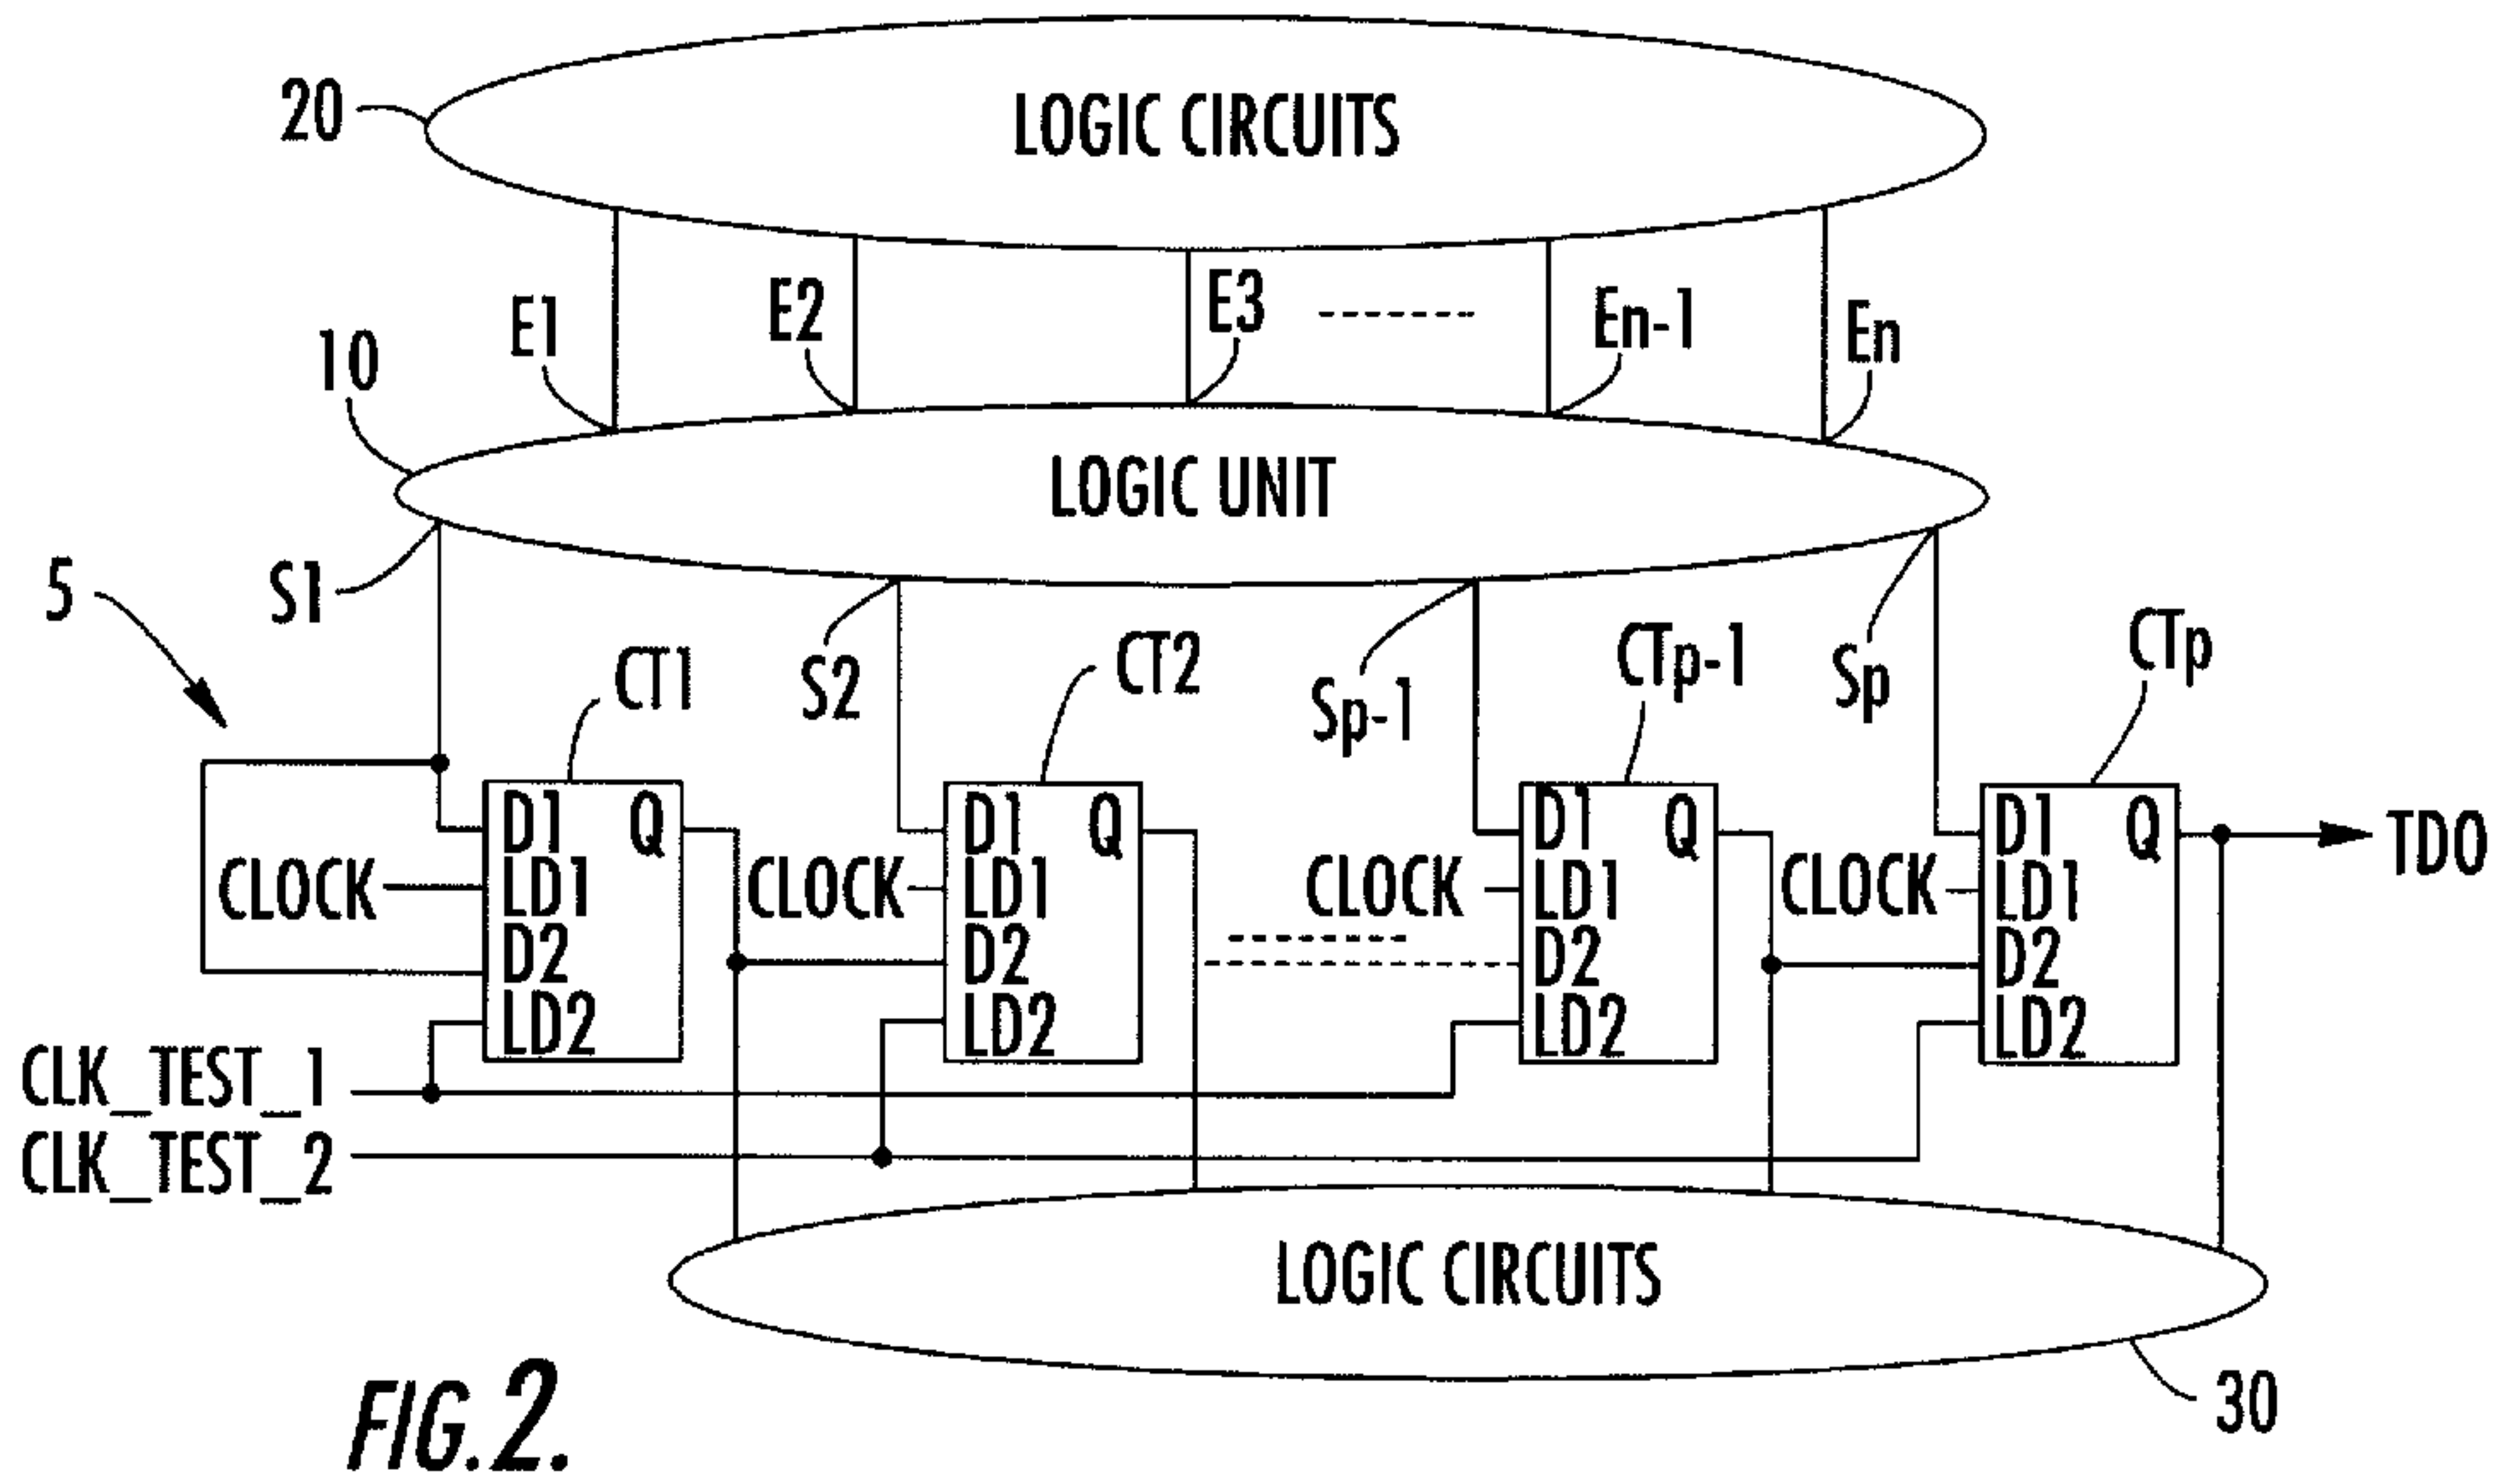 20
LOGIC CIRCUITS
E1
E2
E3
En-1
En
10
LOGIC UNIT
5
S1
S2
Sp-1
Sp
CT1
CT2
CTp-1
CTp
D1 Q
LD1
D2
LD2
CLOCK
D1 Q
LD1
D2
LD2
CLOCK
D1 Q
LD1
D2
LD2
CLOCK
D1 Q
LD1
D2
LD2
CLOCK
TDO
CLK_TEST_1
CLK_TEST_2
LOGIC CIRCUITS
30
FIG.2.